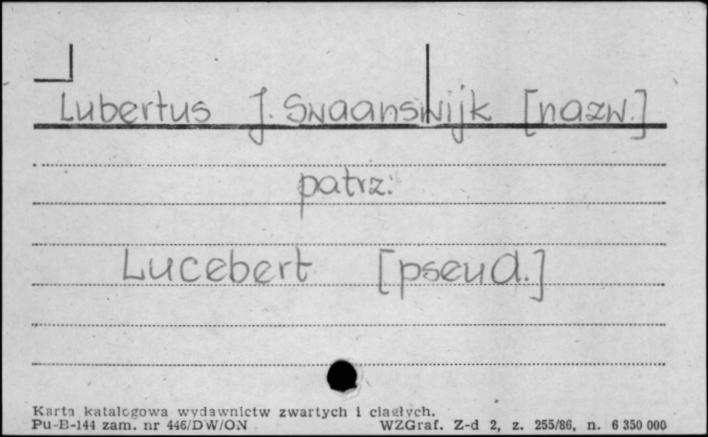 Lubertus J. Swaanswijk [nazw.]
patrz:
Lucebert [pseud.]
Karta katalogowa wydawnictw zwartych i ciągłych.
Pu-B-144 zam. nr 446/DW/ON WZGraf. Z-d 2, z. 255/86, n. 6 350 000